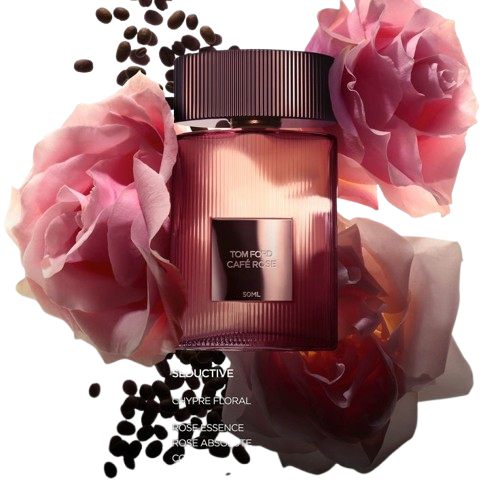 TOM FORD
CAFÉ ROSE
50ML
SEDUCTIVE
CHYPRE FLORAL
ROSE ESSENCE
ROSE ABSOLUTE